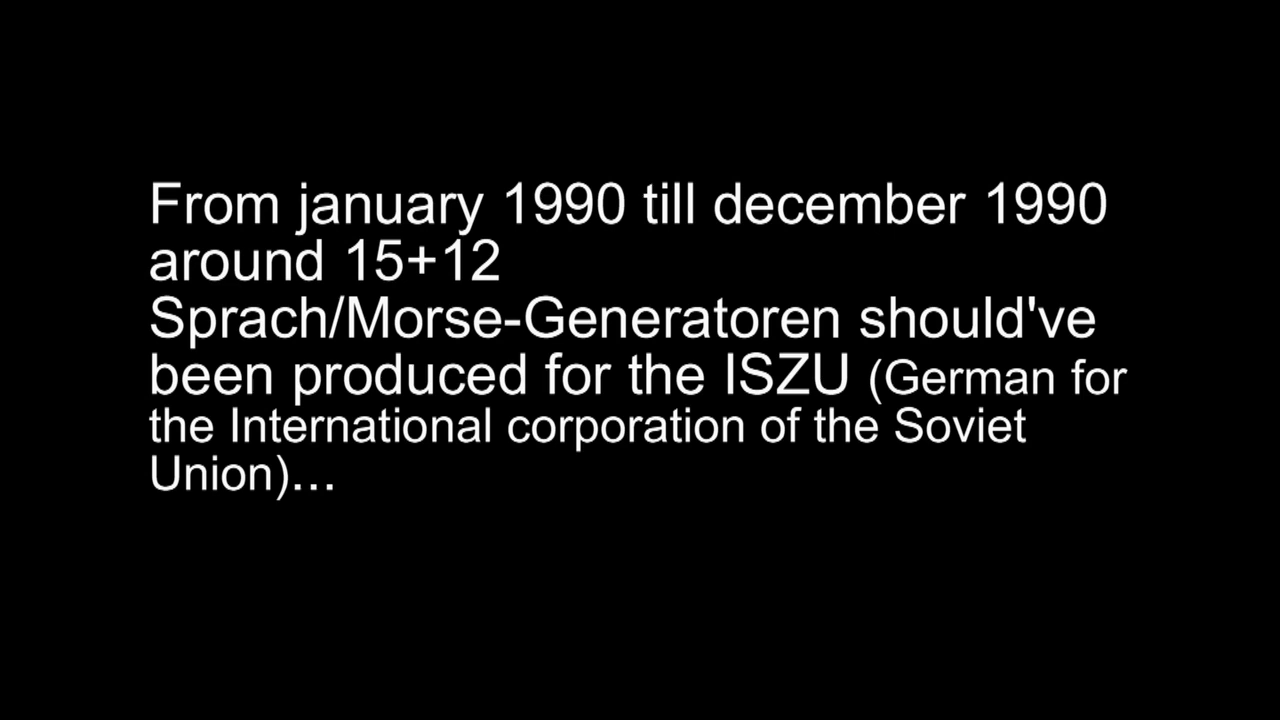 From january 1990 till december 1990
around 15+12
Sprach/Morse-Generatoren should've
been produced for the ISZU (German for
the International corporation of the Soviet
Union)...